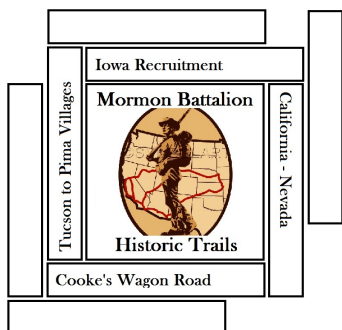 Iowa Recruitment
Mormon Battalion
Tucson to Pima Villages
California - Nevada
Historic Trails
Cooke's Wagon Road